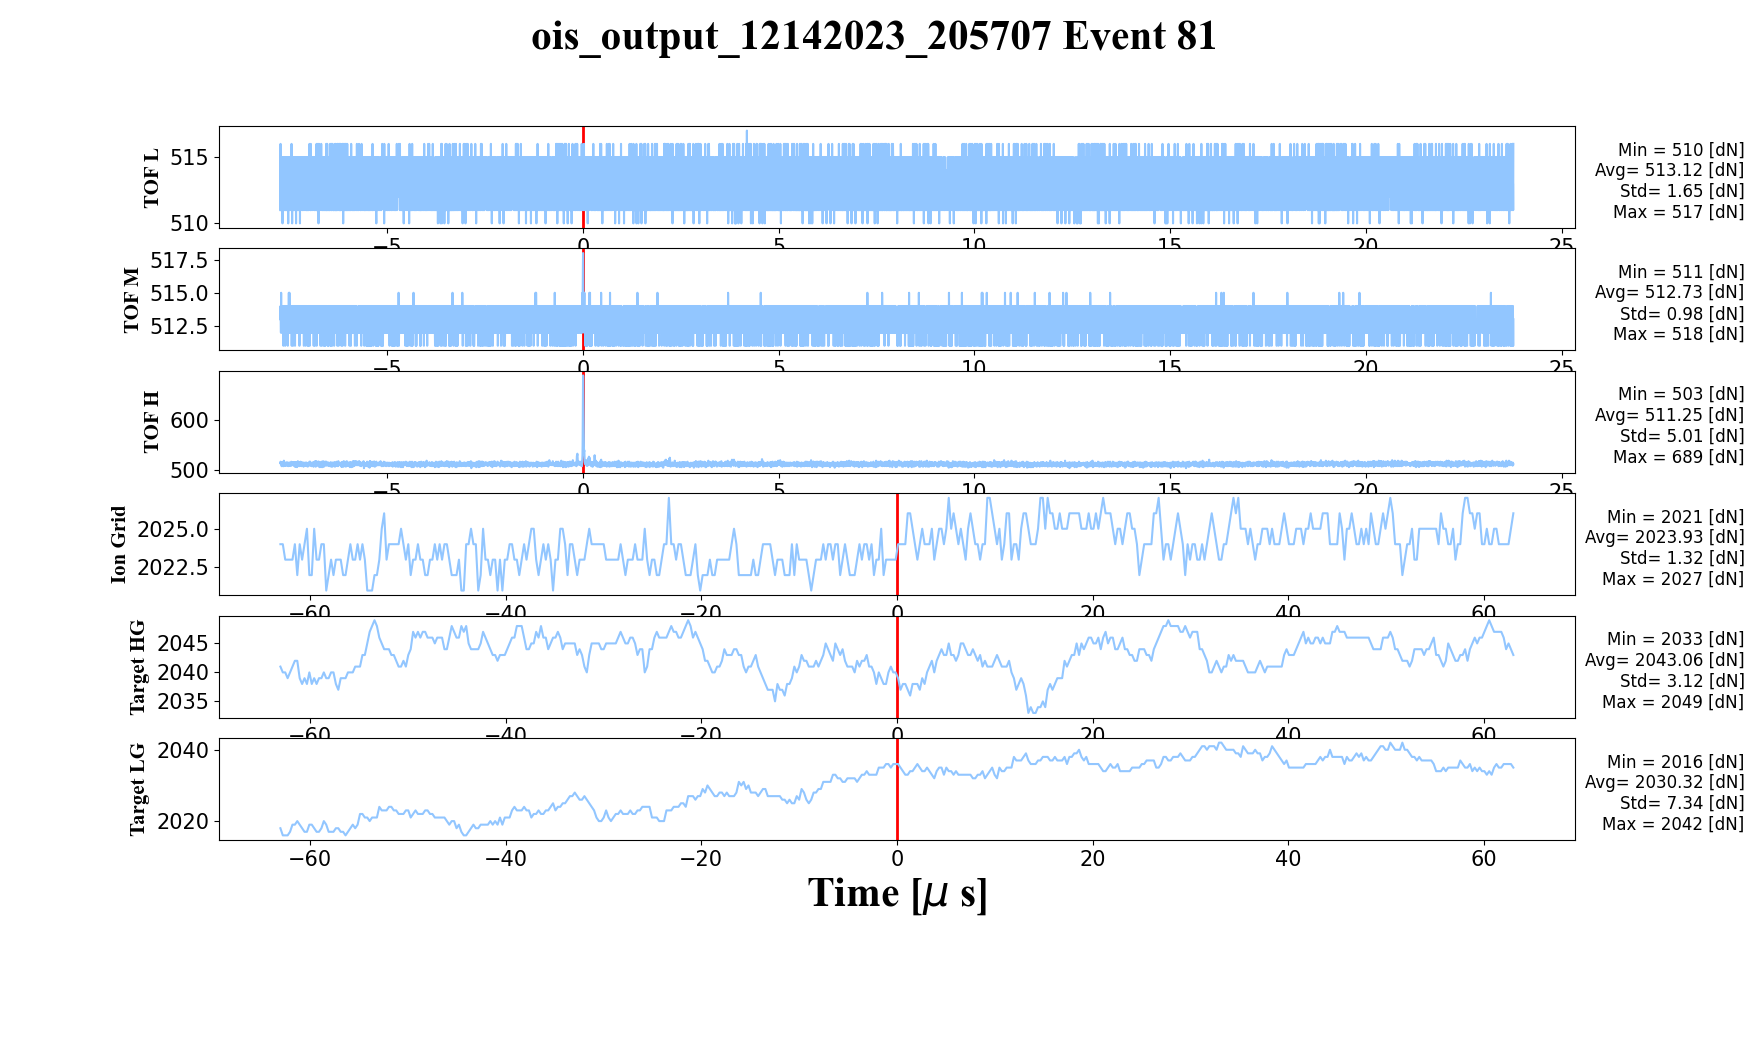 ois_output_12142023_205707 Event 81
TOF L
515
510
Min = 510 [dN]
Avg= 513.12 [dN]
Std= 1.65 [dN]
Max = 517 [dN]
−5 0 5 10 15 20 25
TOF M
517.5
515.0
512.5
Min = 511 [dN]
Avg= 512.73 [dN]
Std= 0.98 [dN]
Max = 518 [dN]
−5 0 5 10 15 20 25
TOF H
600
500
Min = 503 [dN]
Avg= 511.25 [dN]
Std= 5.01 [dN]
Max = 689 [dN]
−5 0 5 10 15 20 25
Ion Grid
2025.0
2022.5
Min = 2021 [dN]
Avg= 2023.93 [dN]
Std= 1.32 [dN]
Max = 2027 [dN]
−60 −40 −20 0 20 40 60
Target HG
2045
2040
2035
Min = 2033 [dN]
Avg= 2043.06 [dN]
Std= 3.12 [dN]
Max = 2049 [dN]
−60 −40 −20 0 20 40 60
Target LG
2040
2020
Min = 2016 [dN]
Avg= 2030.32 [dN]
Std= 7.34 [dN]
Max = 2042 [dN]
−60 −40 −20 0 20 40 60
Time [μ s]